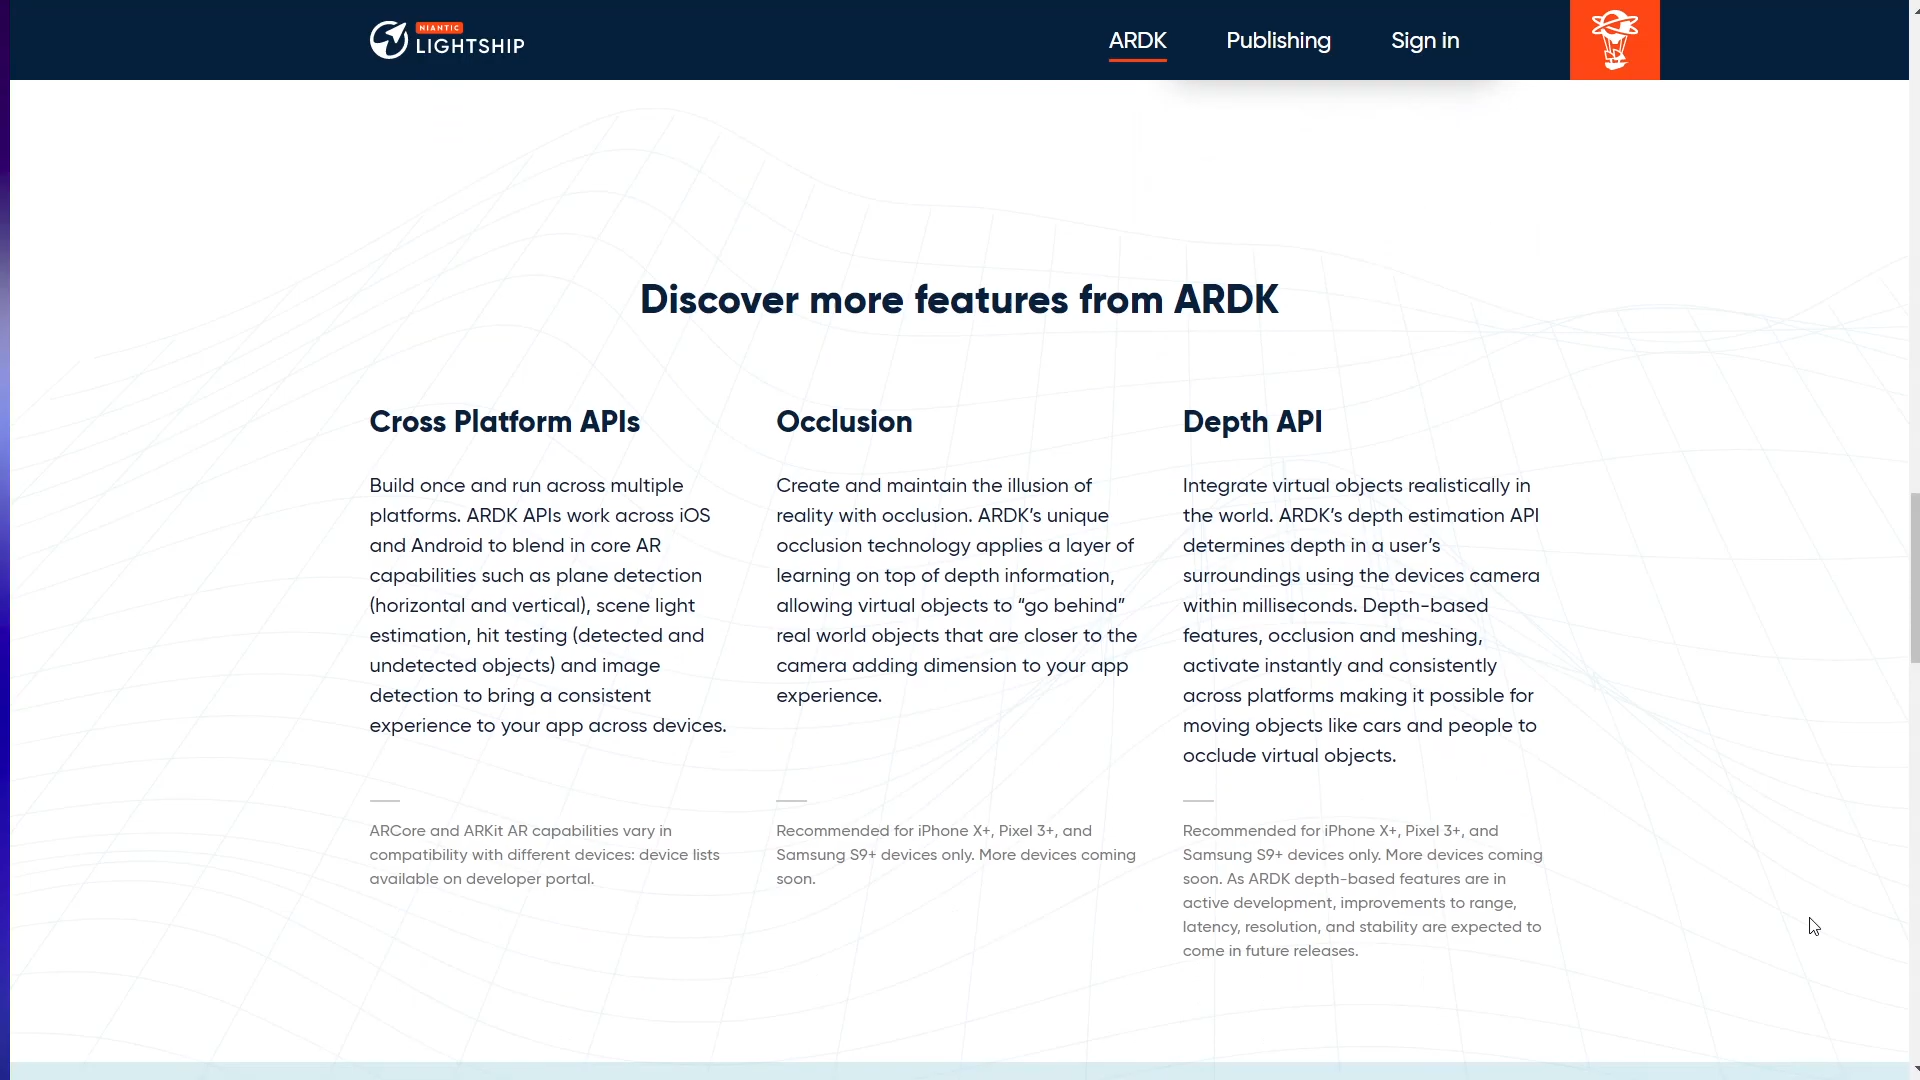 NIANTIC
LIGHTSHIP
ARDK
Publishing
Sign in
Discover more features from ARDK
Cross Platform APIs
Build once and run across multiple
platforms. ARDK APIs work across iOS
and Android to blend in core AR
capabilities such as plane detection
(horizontal and vertical), scene light
estimation, hit testing (detected and
undetected objects) and image
detection to bring a consistent
experience to your app across devices.
ARCore and ARKit AR capabilities vary in
compatibility with different devices: device lists
available on developer portal.
Occlusion
Create and maintain the illusion of
reality with occlusion. ARDK’s unique
occlusion technology applies a layer of
learning on top of depth information,
allowing virtual objects to “go behind”
real world objects that are closer to the
camera adding dimension to your app
experience.
Recommended for iPhone X+, Pixel 3+, and
Samsung S9+ devices only. More devices coming
soon.
Depth API
Integrate virtual objects realistically in
the world. ARDK’s depth estimation API
determines depth in a user’s
surroundings using the devices camera
within milliseconds. Depth-based
features, occlusion and meshing,
activate instantly and consistently
across platforms making it possible for
moving objects like cars and people to
occlude virtual objects.
Recommended for iPhone X+, Pixel 3+, and
Samsung S9+ devices only. More devices coming
soon. As ARDK depth-based features are in
active development, improvements to range,
latency, resolution, and stability are expected to
come in future releases.